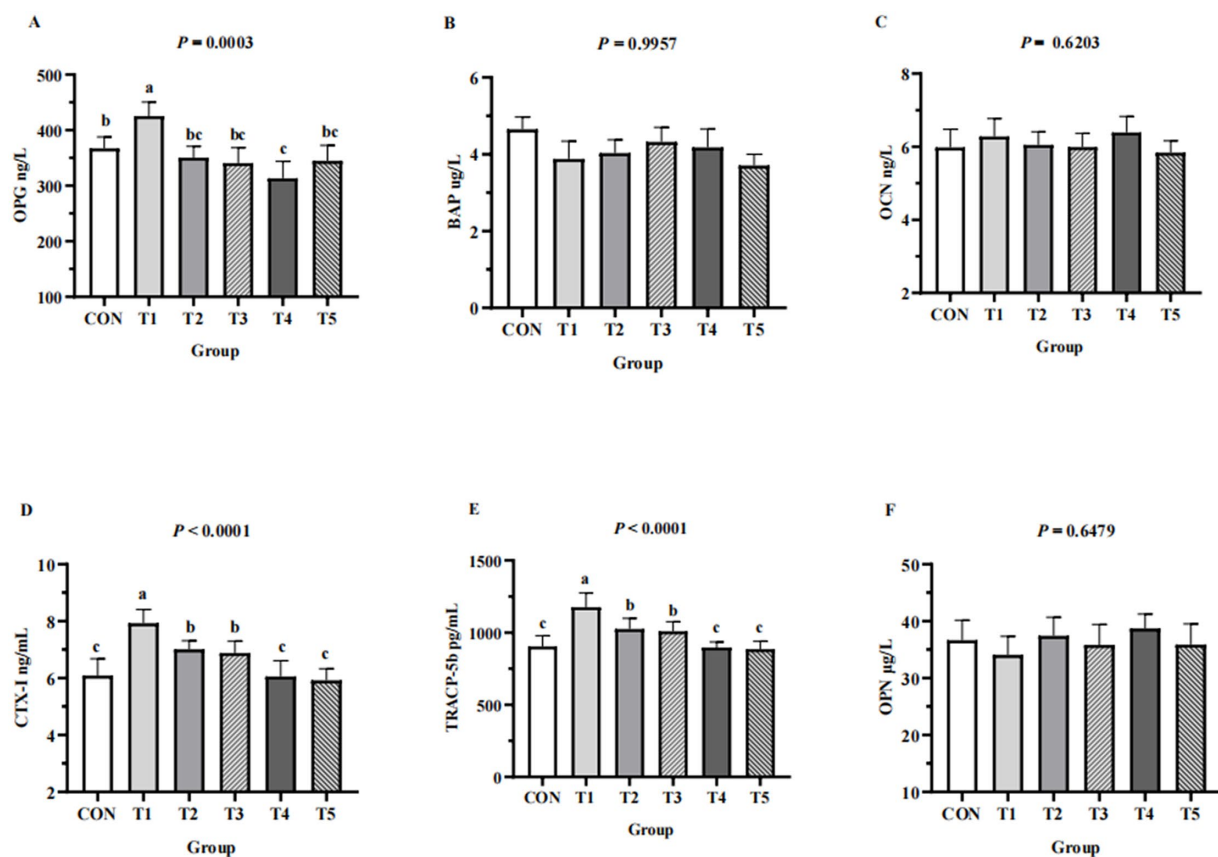 A
P = 0.0003
OPG ng/L
500
400
300
200
100
b
a
bc
bc
c
bc
CON T1 T2 T3 T4 T5
Group
B
P = 0.9957
BAP ug/L
6
4
2
0
CON T1 T2 T3 T4 T5
Group
C
P = 0.6203
OCN ng/L
8
6
4
2
CON T1 T2 T3 T4 T5
Group
D
P < 0.0001
CTX-I ng/mL
10
8
6
4
2
c
a
b
b
c
c
CON T1 T2 T3 T4 T5
Group
E
P < 0.0001
TRACP-5b pg/mL
1500
1000
500
0
c
a
b
b
c
c
CON T1 T2 T3 T4 T5
Group
F
P = 0.6479
OPN µg/L
50
40
30
20
10
CON T1 T2 T3 T4 T5
Group